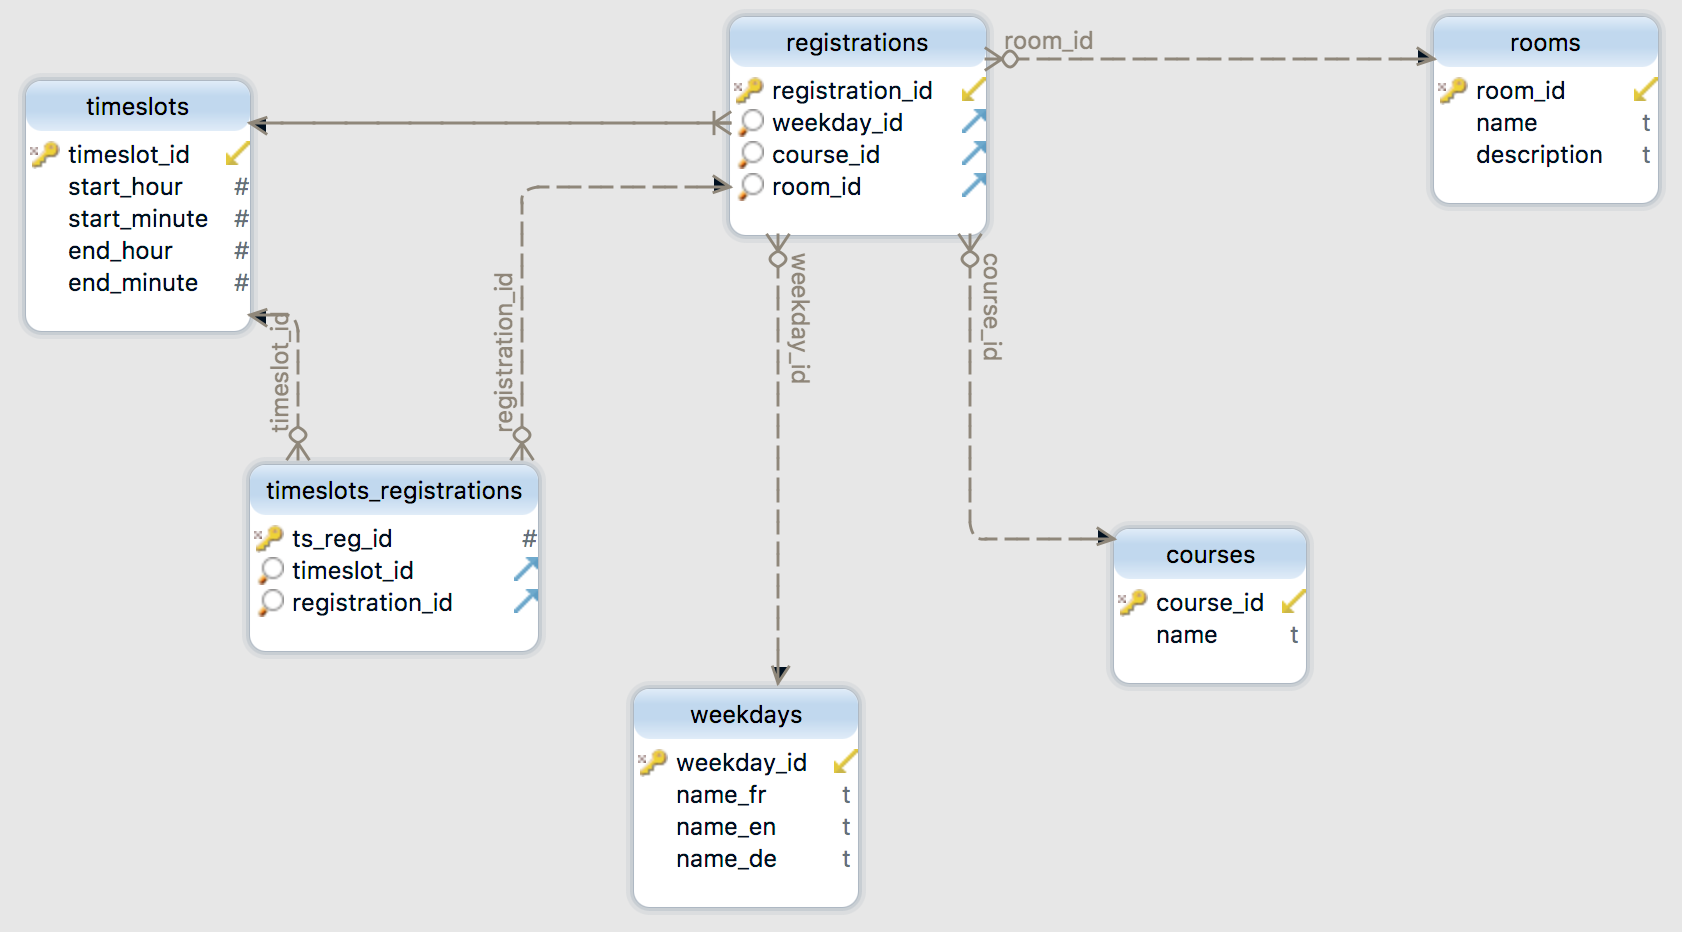 registrations
registration_id
weekday_id
course_id
room_id
room_id
rooms
room_id
name t
description t
timeslots
timeslot_id
start_hour #
start_minute #
end_hour #
end_minute #
timeslot_id
registration_id
weekday_id
course_id
timeslots_registrations
ts_reg_id #
timeslot_id
registration_id
courses
course_id
name t
weekdays
weekday_id
name_fr t
name_en t
name_de t